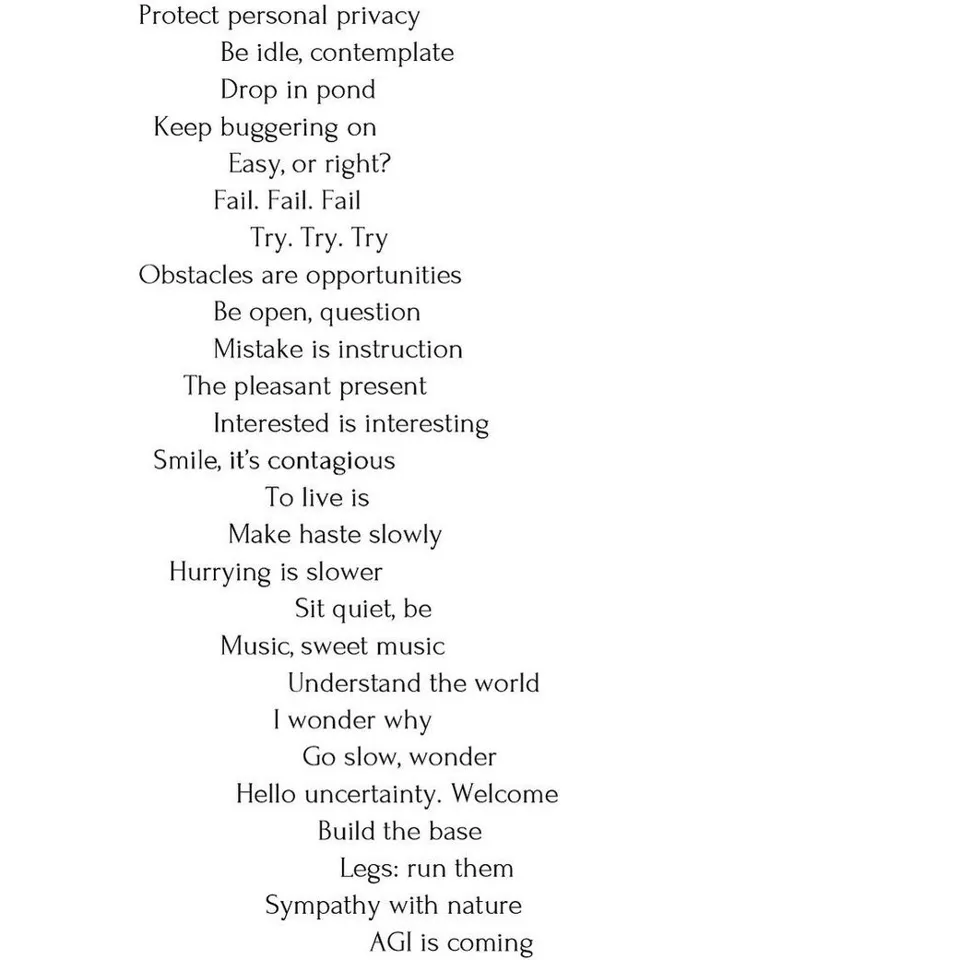 Protect personal privacy
Be idle, contemplate
Drop in pond
Keep buggering on
Easy, or right?
Fail. Fail. Fail
Try. Try. Try
Obstacles are opportunities
Be open, question
Mistake is instruction
The pleasant present
Interested is interesting
Smile, it’s contagious
To live is
Make haste slowly
Hurrying is slower
Sit quiet, be
Music, sweet music
Understand the world
I wonder why
Go slow, wonder
Hello uncertainty. Welcome
Build the base
Legs: run them
Sympathy with nature
AGI is coming